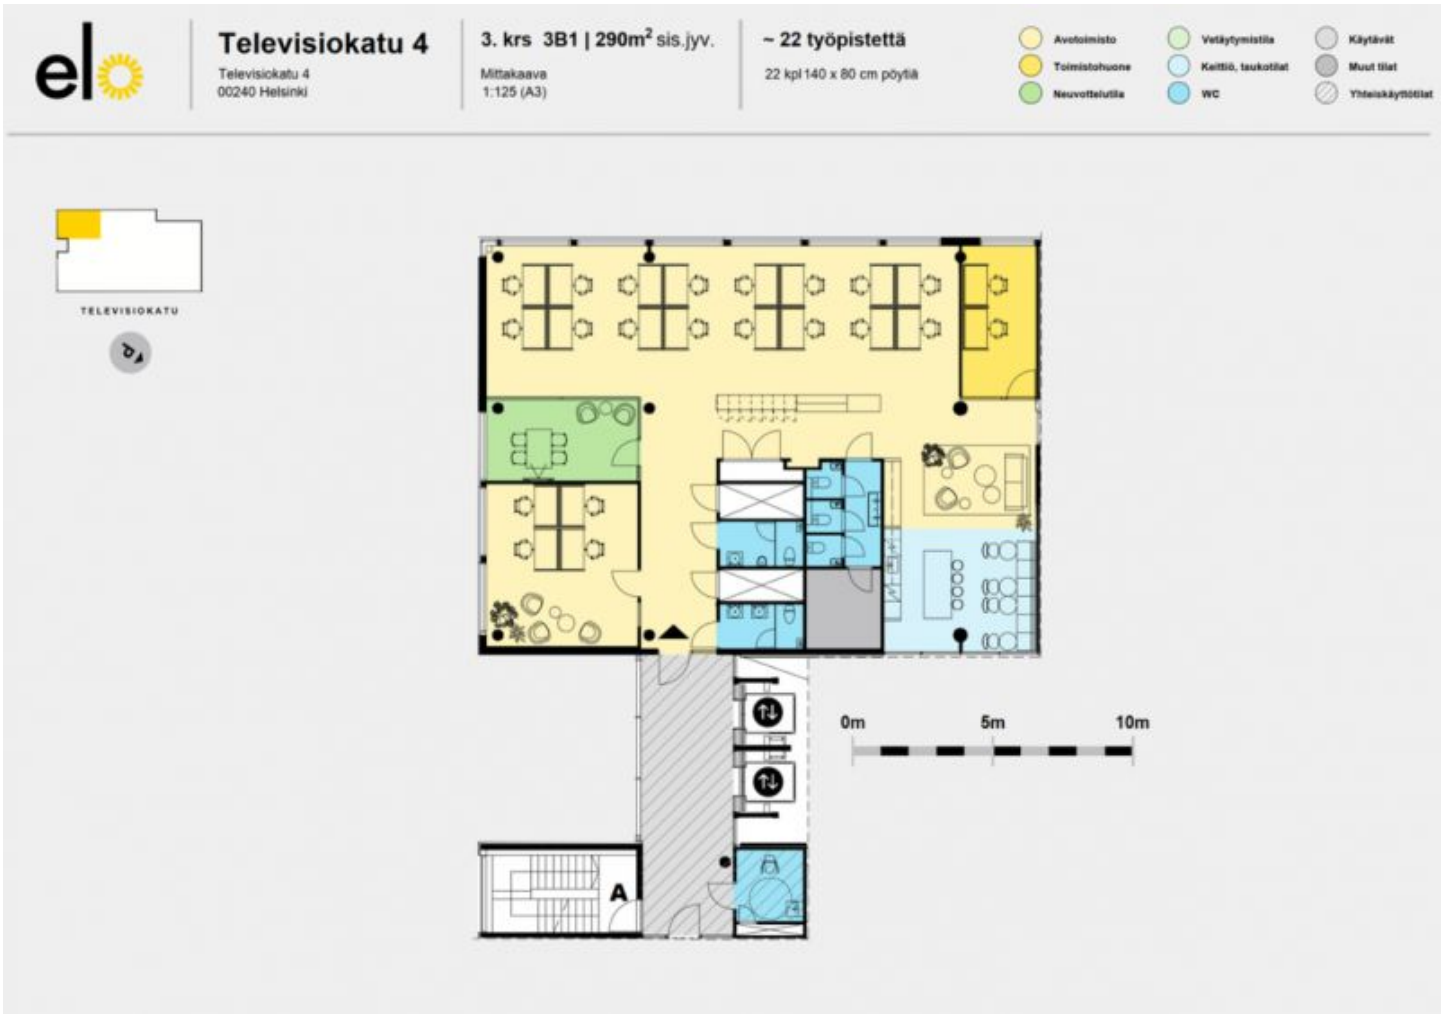 elo
Televisiokatu 4
Televisiokatu 4
00240 Helsinki
3. krs 3B1 | 290m² sis.jyv.
Mittakaava
1:125 (A3)
~ 22 työpistettä
22 kpl 140 x 80 cm pöytiä
Avotoimisto
Toimistohuone
Neuvottelutila
Vetäytymistila
Keittiö, taukotilat
WC
Käytävät
Muut tilat
Yhteiskäyttötilat
TELEVISIOKATU
P
0m 5m 10m
A